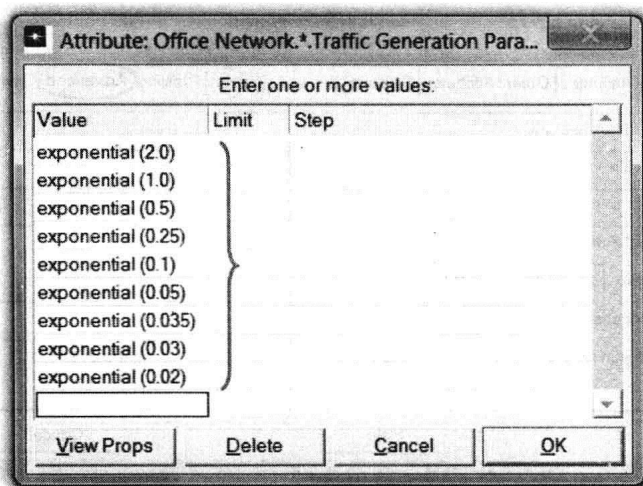 Attribute: Office Network.*.Traffic Generation Para...
Enter one or more values:
Value Limit Step
exponential (2.0)
exponential (1.0)
exponential (0.5)
exponential (0.25)
exponential (0.1)
exponential (0.05)
exponential (0.035)
exponential (0.03)
exponential (0.02)
View Props Delete Cancel OK